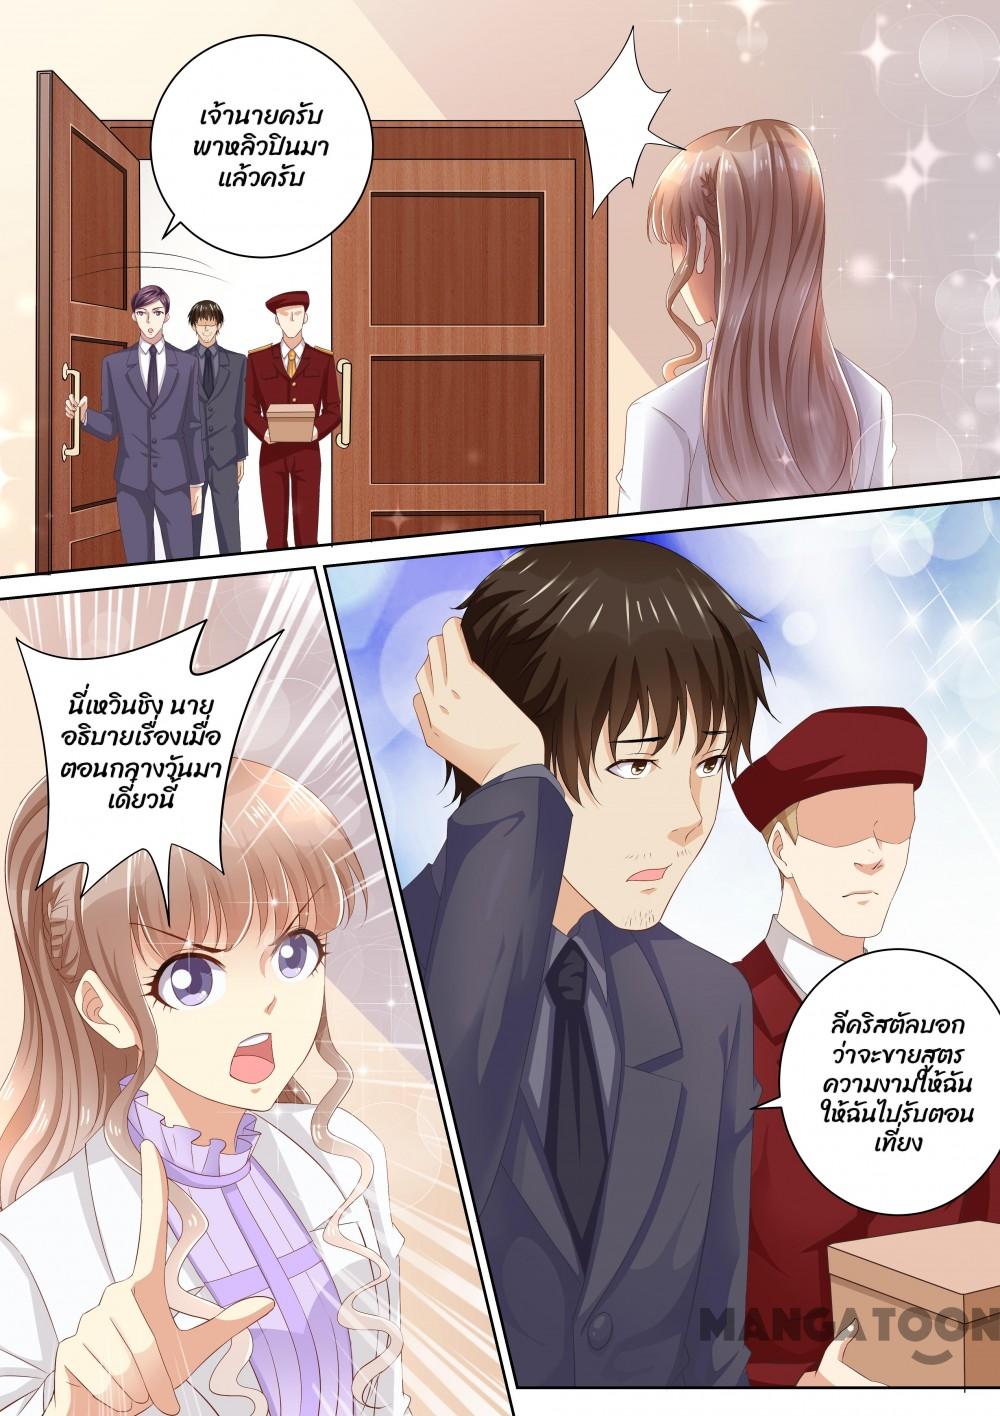 MANGATOON
เจ้านายครับ
พาหลิวปินมา
แล้วครับ
นี่เหวินชิง นาย
อธิบายเรื่องเมื่อ
ตอนกลางวันมา
เดี๋ยวนี้
ลีคริสตัลบอก
ว่าจะขายสูตร
ความงามให้ฉัน
ให้ฉันไปรับตอน
เที่ยง
MANGATOON